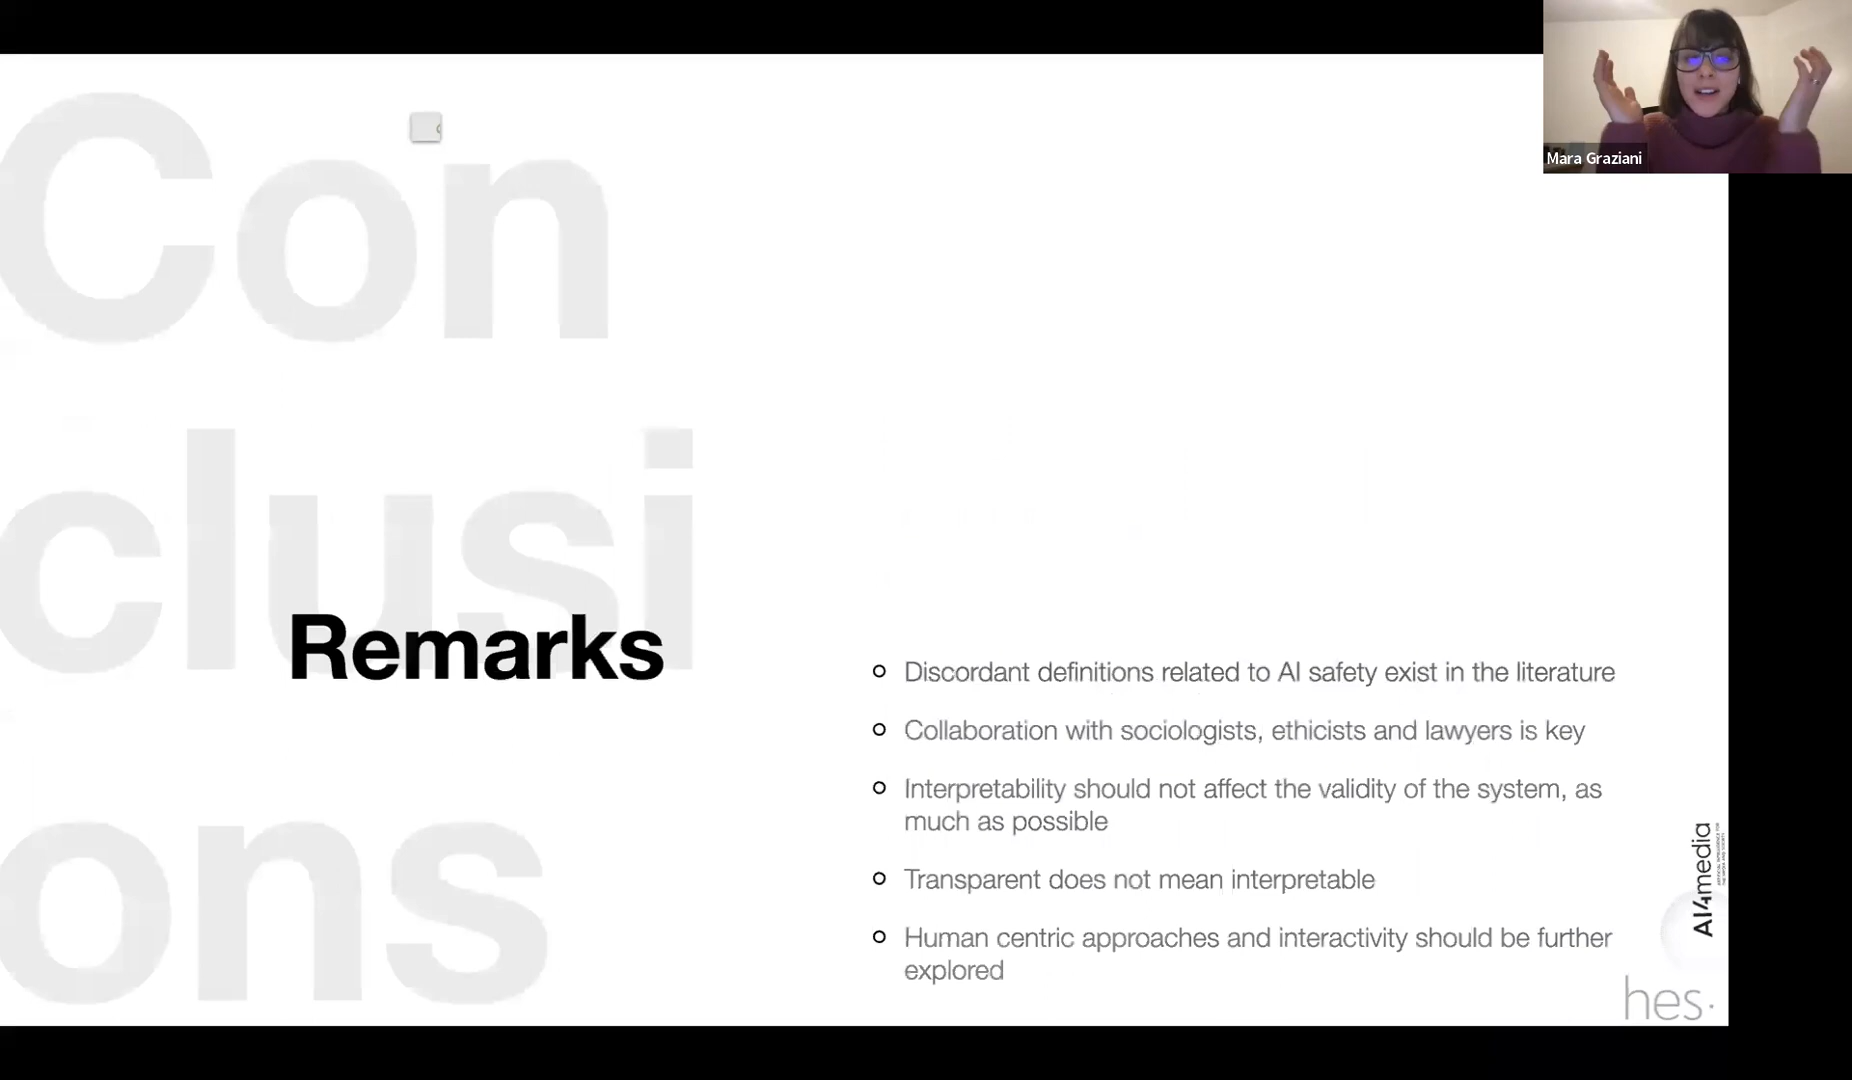 Mara Graziani
Con
clusi
ons
Remarks
Discordant definitions related to AI safety exist in the literature
Collaboration with sociologists, ethicists and lawyers is key
Interpretability should not affect the validity of the system, as
much as possible
Transparent does not mean interpretable
Human centric approaches and interactivity should be further
explored
AI4media
hes.